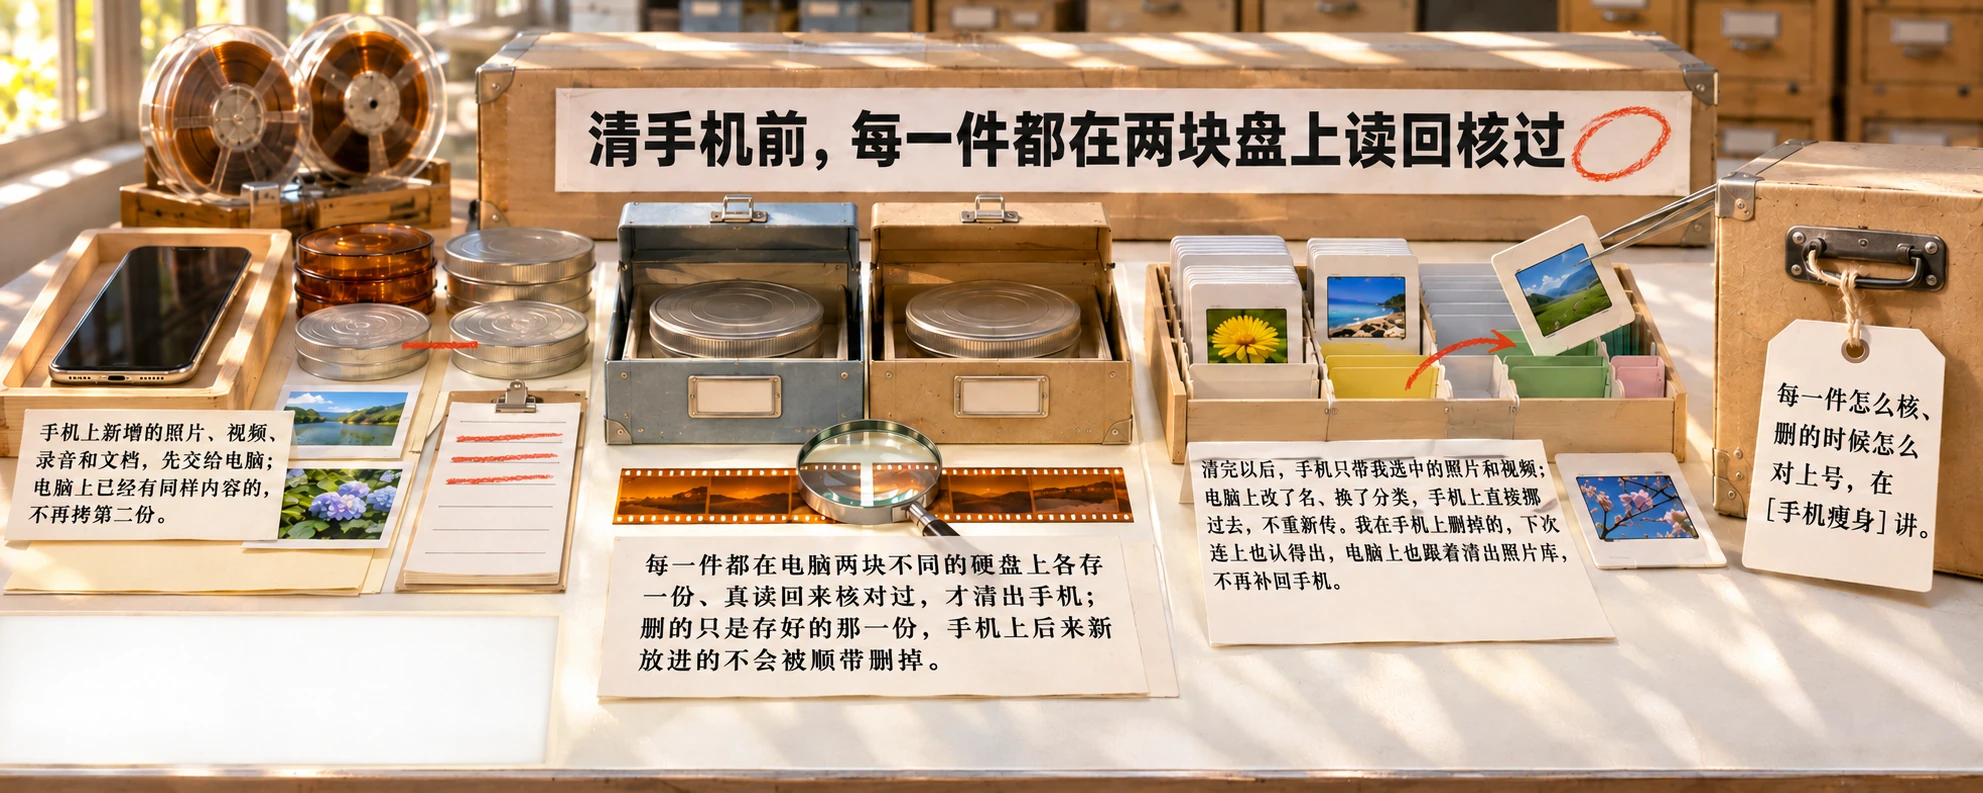 清手机前，每一件都在两块盘上读回核过
手机上新增的照片、视频、
录音和文档，先交给电脑；
电脑上已经有同样内容的，
不再拷第二份。
每一件都在电脑两块不同的硬盘上各存
一份、真读回来核对过，才清出手机；
删的只是存好的那一份，手机上后来新
放进的不会被顺带删掉。
清完以后，手机只带我选中的照片和视频；
电脑上改了名、换了分类，手机上直接挪
过去，不重新传。我在手机上删掉的，下次
连上也认得出，电脑上也跟着清出照片库，
不再补回手机。
每一件怎么核、
删的时候怎么
对上号，在
[手机瘦身]讲。